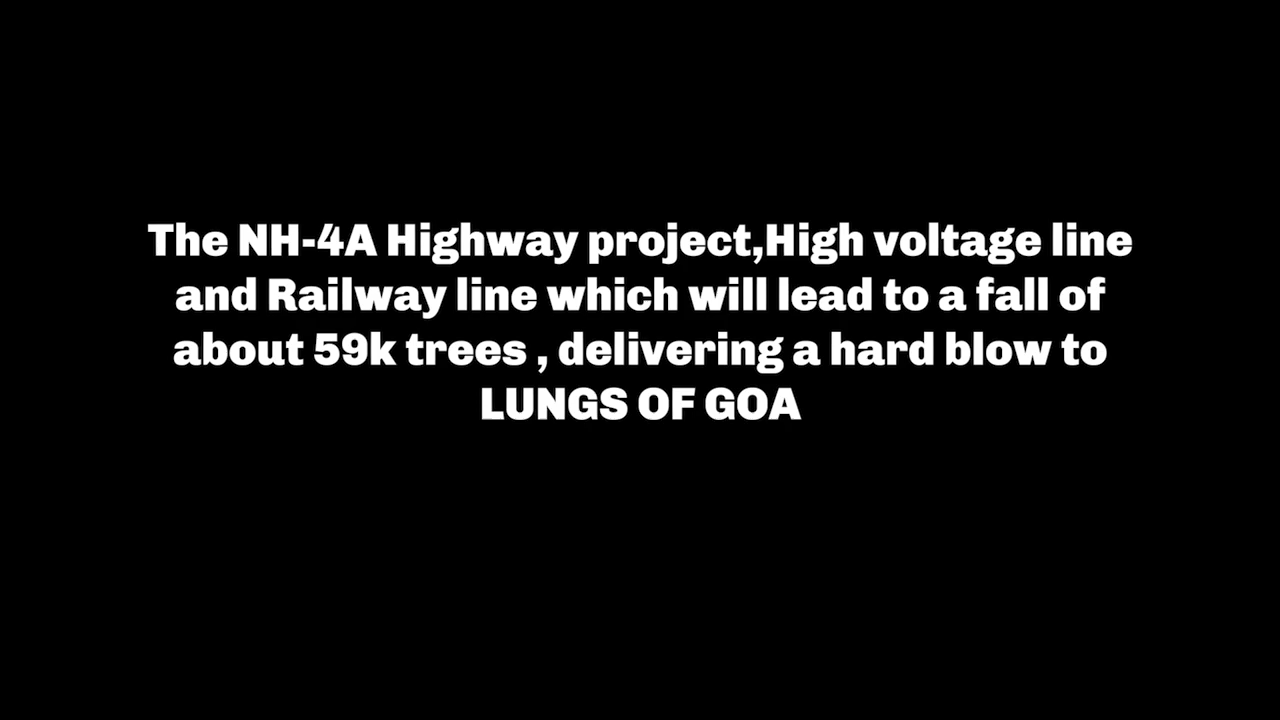 The NH-4A Highway project,High voltage line
and Railway line which will lead to a fall of
about 59k trees , delivering a hard blow to
LUNGS OF GOA